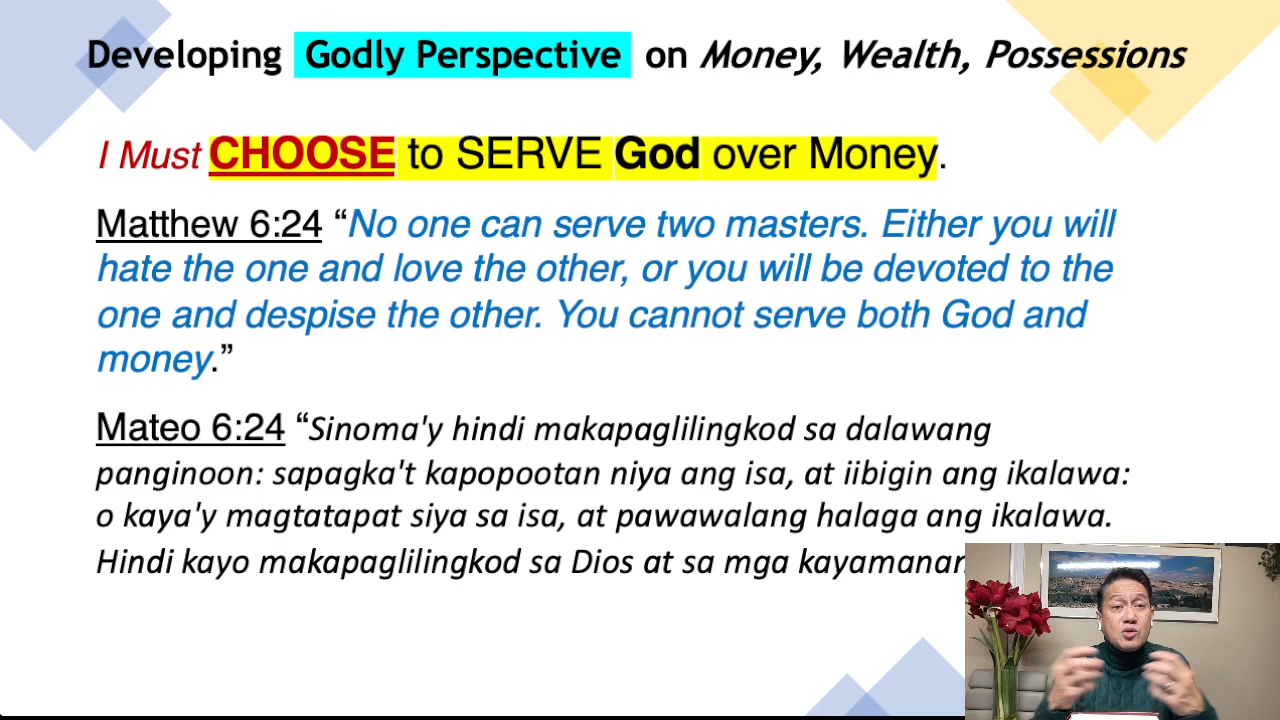 Developing Godly Perspective on Money, Wealth, Possessions
I Must CHOOSE to SERVE God over Money.
Matthew 6:24 “No one can serve two masters. Either you will
hate the one and love the other, or you will be devoted to the
one and despise the other. You cannot serve both God and
money.”
Mateo 6:24 “Sinoma'y hindi makapaglilingkod sa dalawang
panginoon: sapagka't kapopootan niya ang isa, at iibigin ang ikalawa:
o kaya'y magtatapat siya sa isa, at pawawalang halaga ang ikalawa.
Hindi kayo makapaglilingkod sa Dios at sa mga